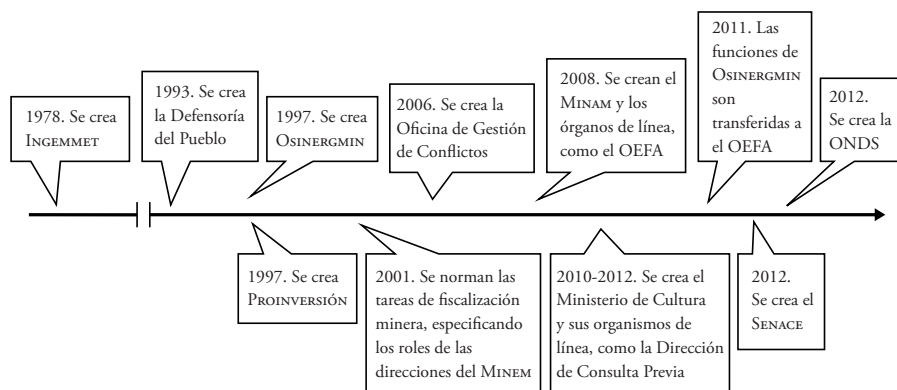 1978. Se crea
INGEMMET
1993. Se crea
la Defensoría
del Pueblo
1997. Se crea
OSINERGMIN
2006. Se crea la
Oficina de Gestión
de Conflictos
2008. Se crean el
MINAM y los
órganos de línea,
como el OEFA
2011. Las
funciones de
OSINERGMIN
son
transferidas a
el OEFA
2012.
Se crea la
ONDS
1997. Se crea
PROINVERSIÓN
2001. Se norman las
tareas de fiscalización
minera, especificando
los roles de las
direcciones del MINEM
2010-2012. Se crea el
Ministerio de Cultura
y sus organismos de
línea, como la Dirección
de Consulta Previa
2012.
Se crea el
SENACE